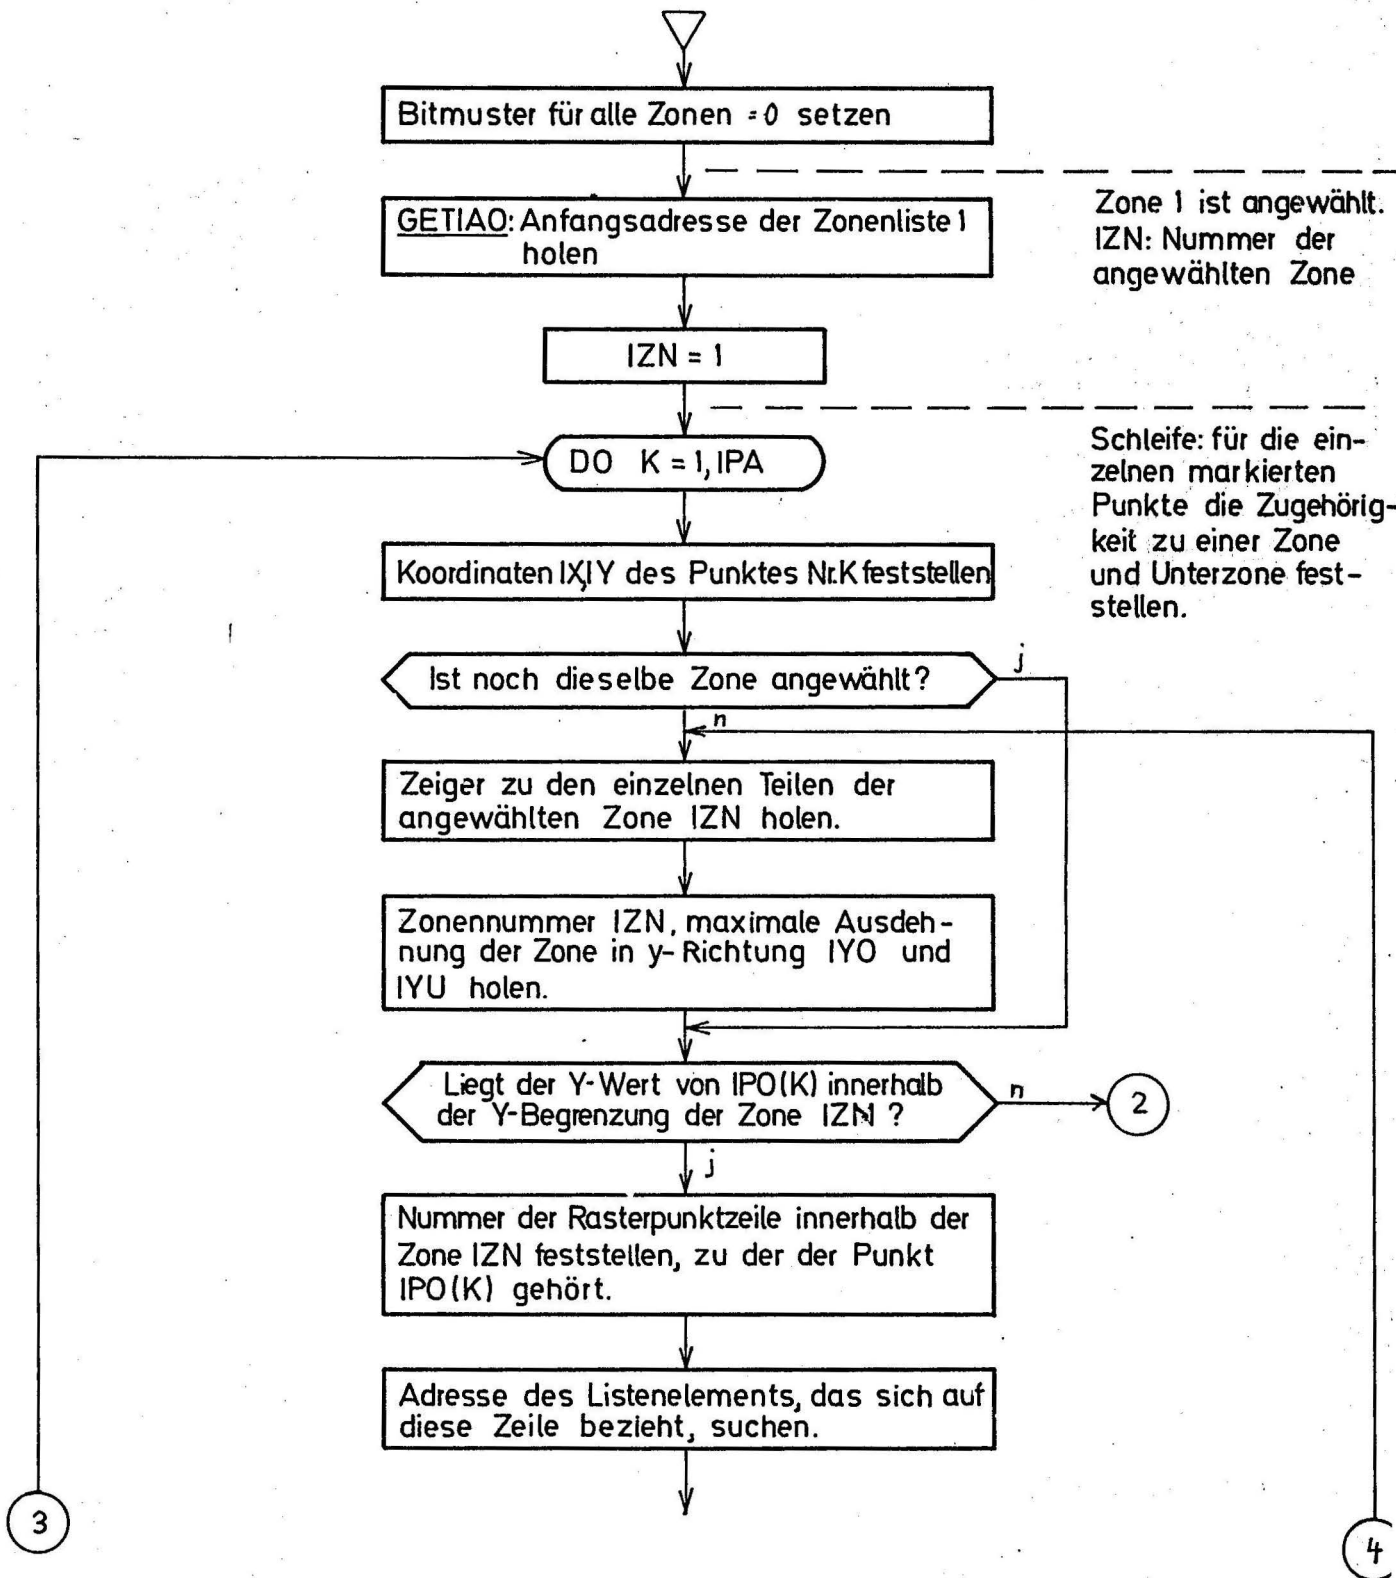 Bitmuster für alle Zonen =0 setzen
GETIAO: Anfangsadresse der Zonenliste 1
holen
Zone 1 ist angewählt.
IZN: Nummer der
angewählten Zone
IZN = 1
DO K = 1, IPA
Schleife: für die ein-
zelnen markierten
Punkte die Zugehörig-
keit zu einer Zone
und Unterzone fest-
stellen.
Koordinaten IX,IY des Punktes Nr.K feststellen
Ist noch dieselbe Zone angewählt?
j
n
Zeiger zu den einzelnen Teilen der
angewählten Zone IZN holen.
Zonennummer IZN, maximale Ausdeh-
nung der Zone in y-Richtung IYO und
IYU holen.
Liegt der Y-Wert von IPO(K) innerhalb
der Y-Begrenzung der Zone IZN ?
n
2
j
Nummer der Rasterpunktzeile innerhalb der
Zone IZN feststellen, zu der der Punkt
IPO(K) gehört.
Adresse des Listenelements, das sich auf
diese Zeile bezieht, suchen.
3
4